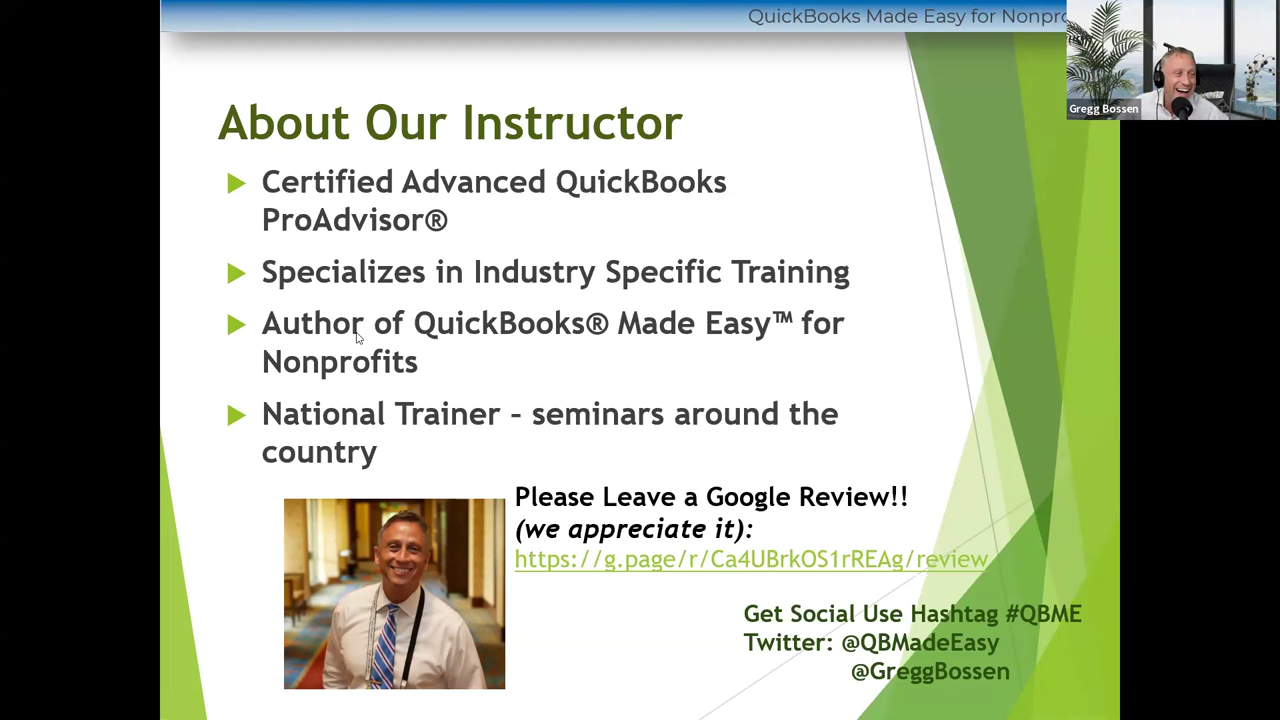 QuickBooks Made Easy for Nonpro
Gregg Bossen
About Our Instructor
Certified Advanced QuickBooks
ProAdvisor®
Specializes in Industry Specific Training
Author of QuickBooks® Made Easy™ for
Nonprofits
National Trainer – seminars around the
country
Please Leave a Google Review!!
(we appreciate it):
https://g.page/r/Ca4UBrkOS1rREAg/review
Get Social Use Hashtag #QBME
Twitter: @QBMadeEasy
@GreggBossen